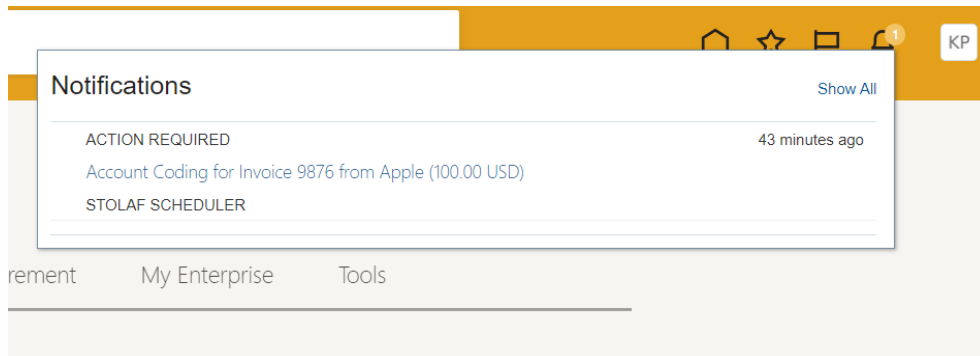 1
KP
Notifications
Show All
ACTION REQUIRED
43 minutes ago
Account Coding for Invoice 9876 from Apple (100.00 USD)
STOLAF SCHEDULER
rement My Enterprise Tools